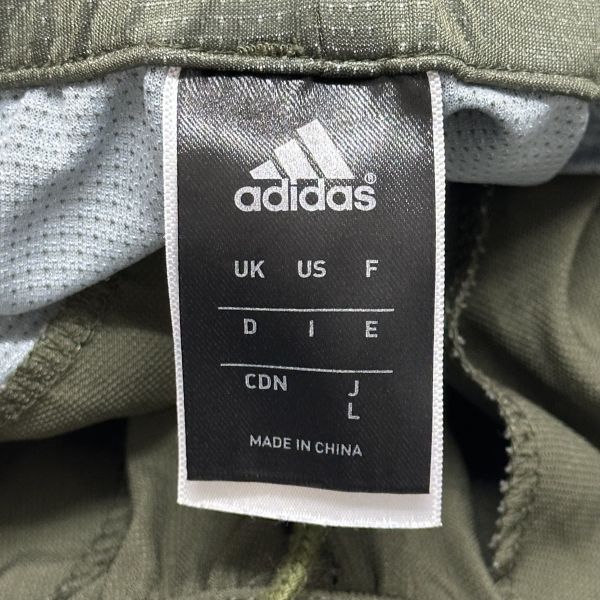 adidas®
UK US F
D I E
CDN J
L
MADE IN CHINA